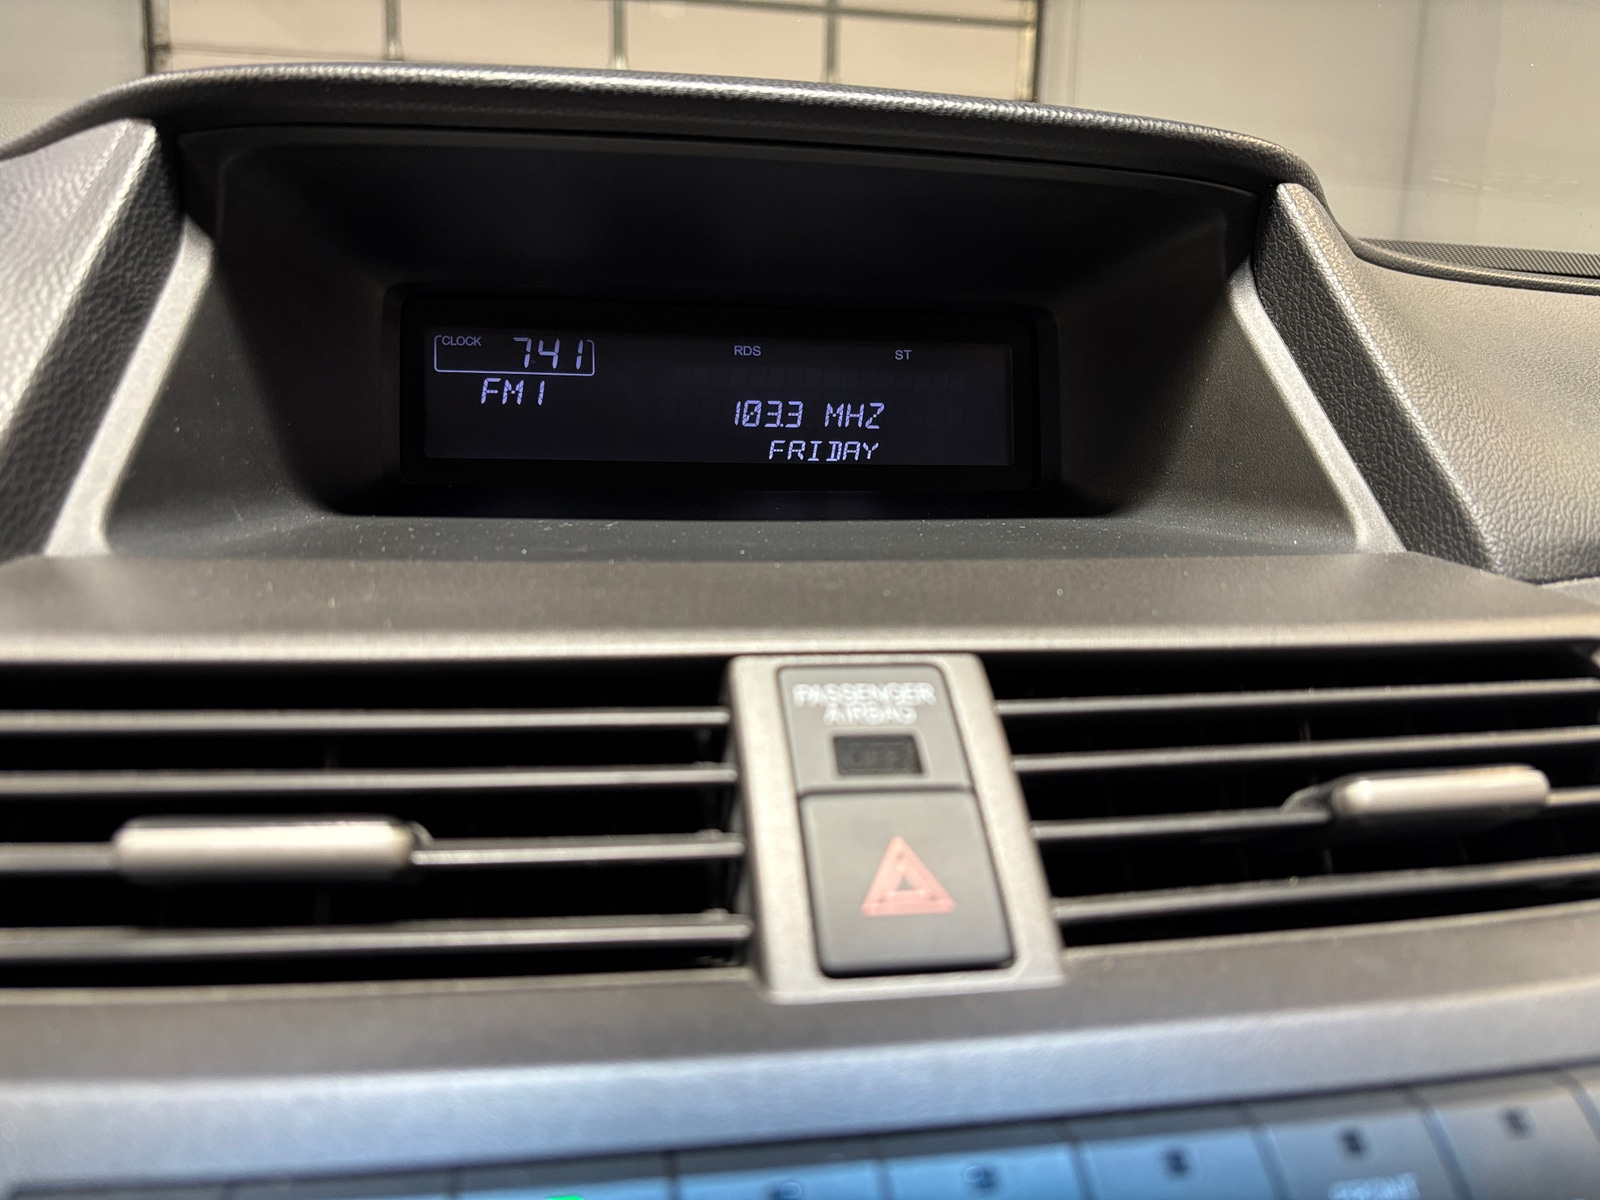 CLOCK 7:41 RDS ST
FM1
103.3 MHZ
FRIDAY
PASSENGER
AIRBAG
OFF